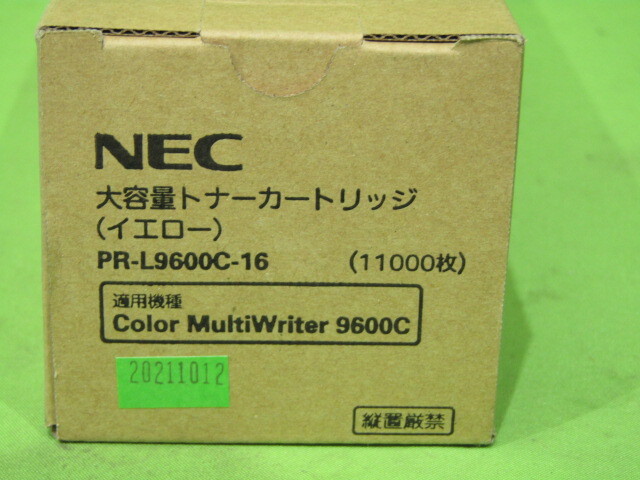 NEC
大容量トナーカートリッジ
(イエロー)
PR-L9600C-16 (11000枚)
適用機種
Color MultiWriter 9600C
20211012
縦置厳禁